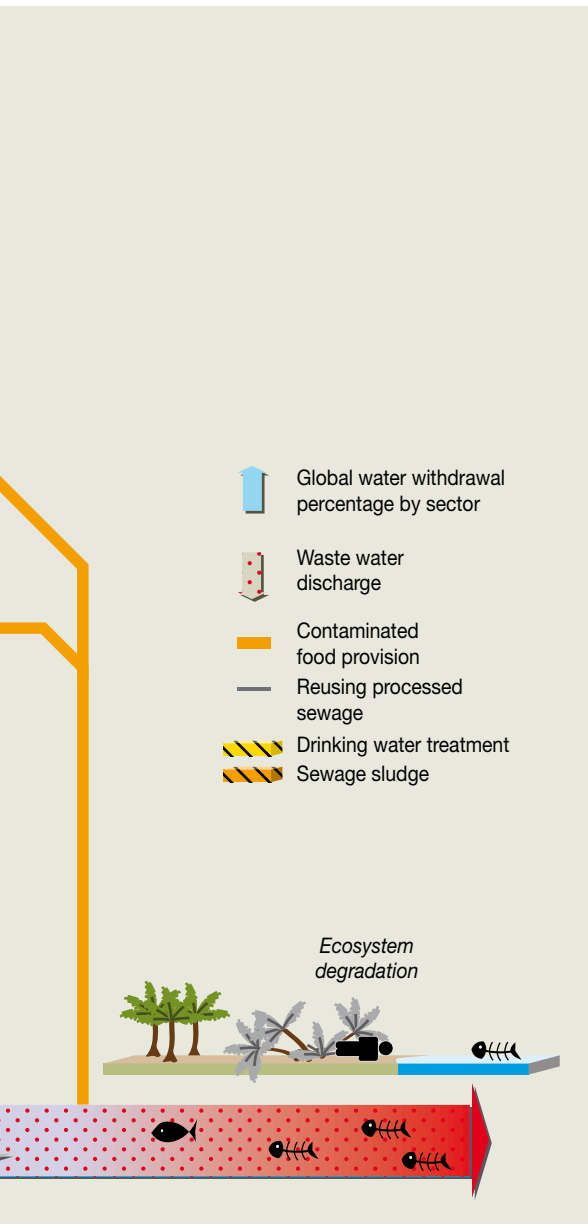 Global water withdrawal
percentage by sector
Waste water
discharge
Contaminated
food provision
Reusing processed
sewage
Drinking water treatment
Sewage sludge
Ecosystem
degradation